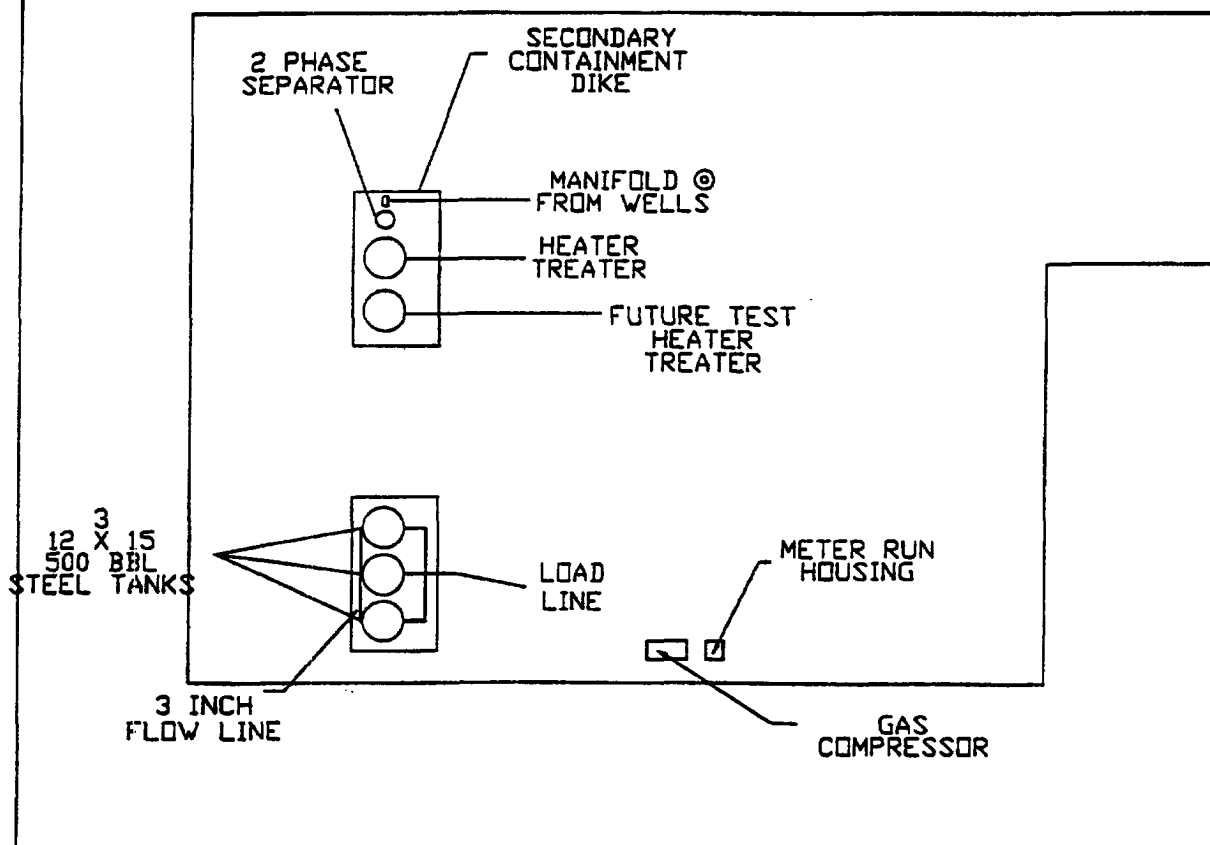 SECONDARY
CONTAINMENT
DIKE
2 PHASE
SEPARATOR
MANIFOLD @
FROM WELLS
HEATER
TREATER
FUTURE TEST
HEATER
TREATER
3
12 X 15
500 BBL
STEEL TANKS
LOAD
LINE
METER RUN
HOUSING
3 INCH
FLOW LINE
GAS
COMPRESSOR